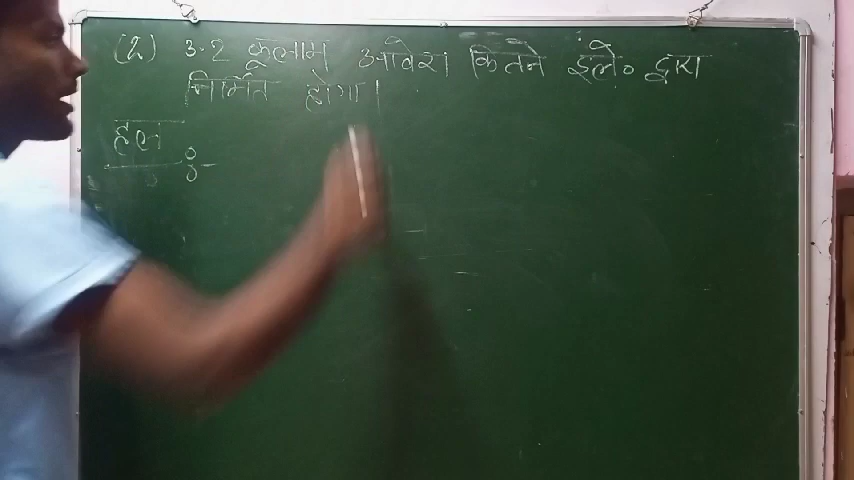 (2) 3.2 कूलाम आवेश कितने इले० द्वारा
निर्मित होगा।
हल :-